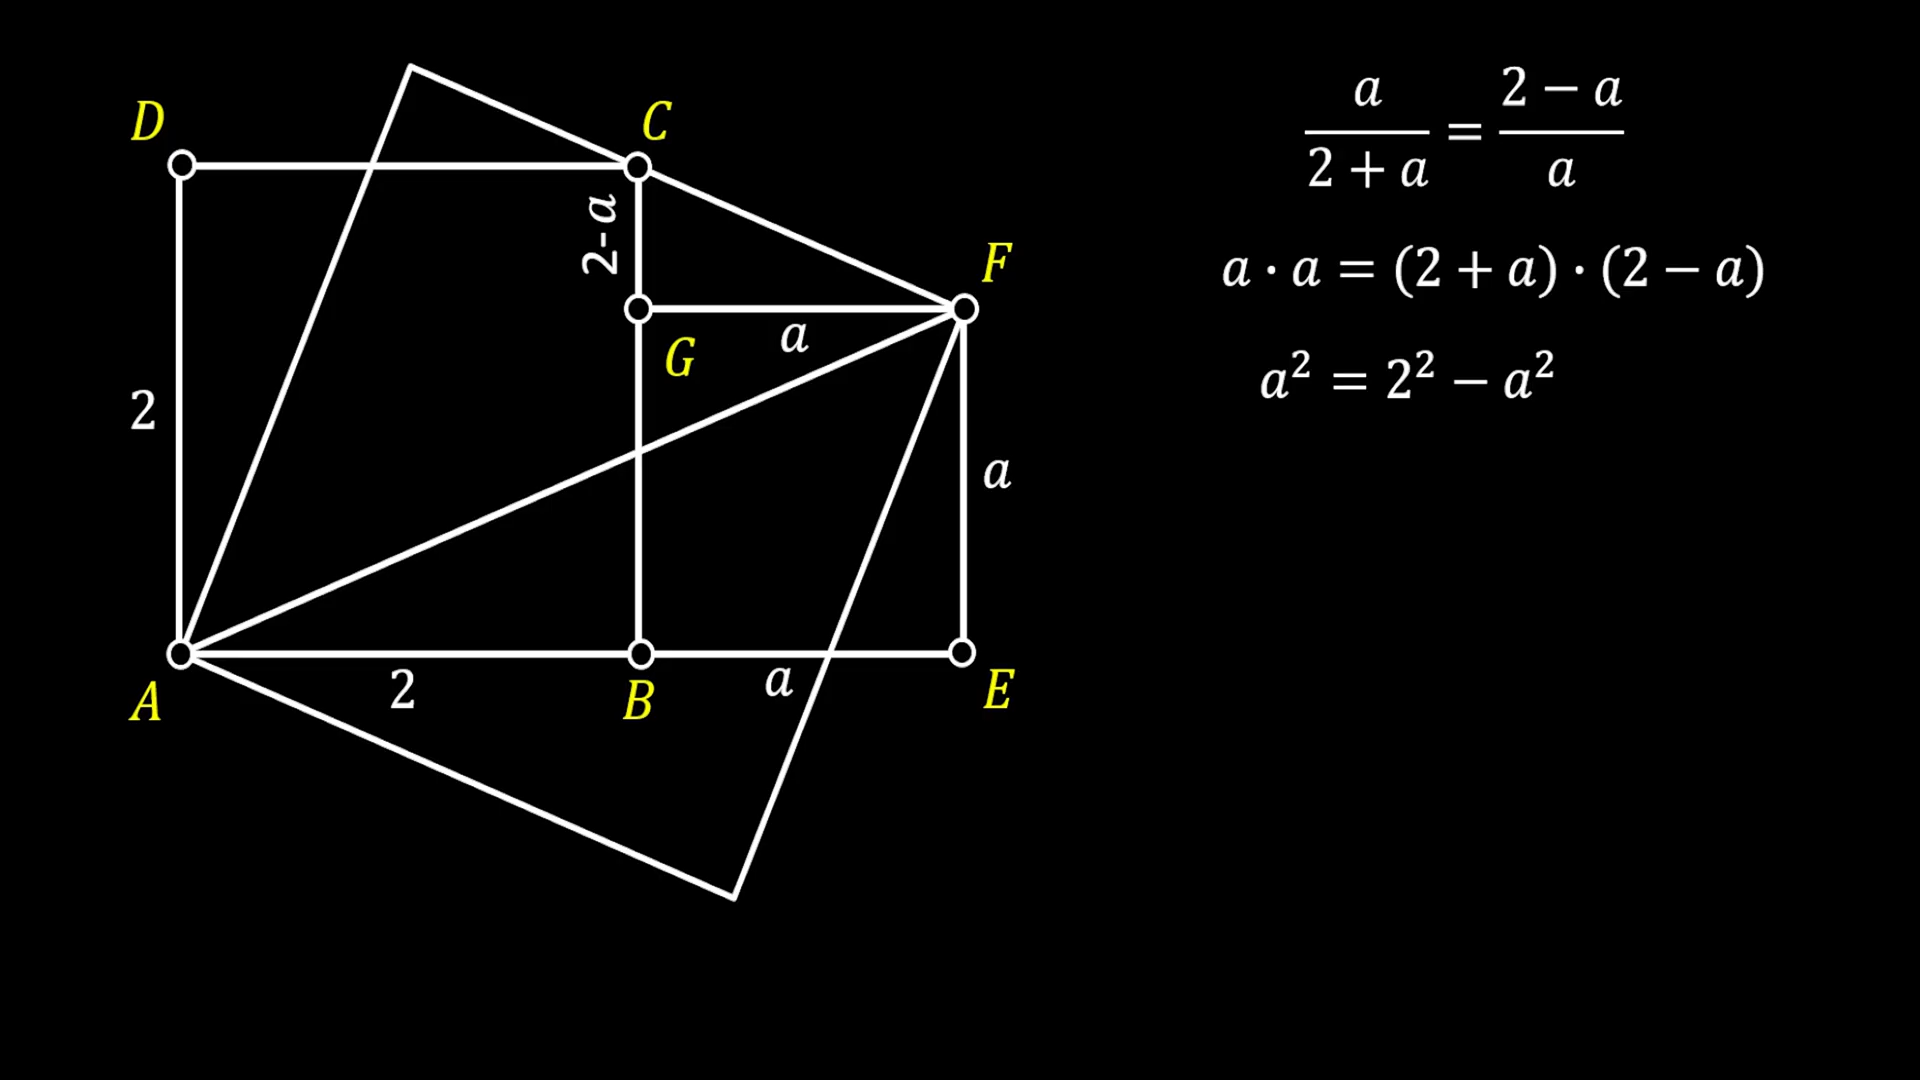 D
C
2-a
F
G
a
2
a
A
2
B
a
E
a/(2 + a) = (2 − a)/a
a · a = (2 + a) · (2 − a)
a² = 2² − a²